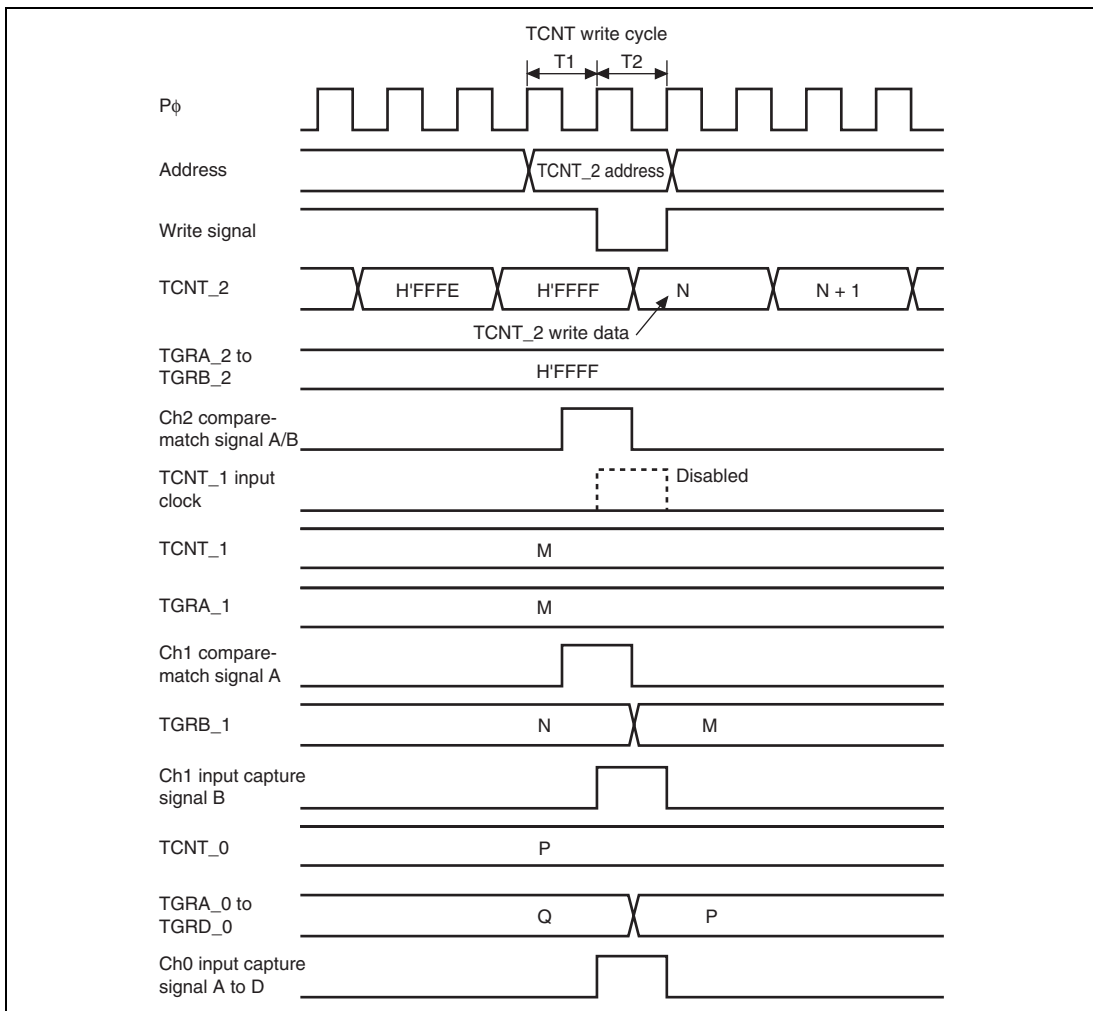 TCNT write cycle
T1 T2
Pϕ
Address TCNT_2 address
Write signal
TCNT_2 H'FFFE H'FFFF N N + 1
TCNT_2 write data
TGRA_2 to
TGRB_2 H'FFFF
Ch2 compare-
match signal A/B
TCNT_1 input
clock Disabled
TCNT_1 M
TGRA_1 M
Ch1 compare-
match signal A
TGRB_1 N M
Ch1 input capture
signal B
TCNT_0 P
TGRA_0 to
TGRD_0 Q P
Ch0 input capture
signal A to D